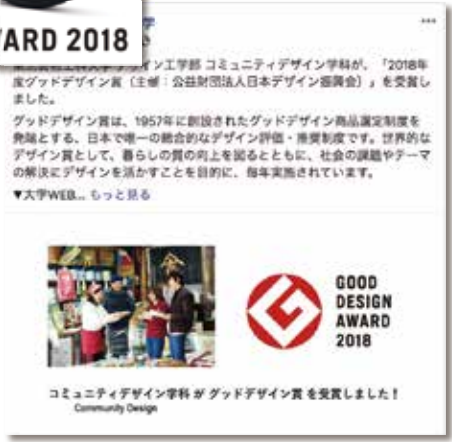 ARD 2018
デザイン工学部 コミュニティデザイン学科が、「2018年
度グッドデザイン賞（主催：公益財団法人日本デザイン振興会）」を受賞し
ました。
グッドデザイン賞は、1957年に創設されたグッドデザイン商品選定制度を
発端とする、日本で唯一の総合的なデザイン評価・推奨制度です。世界的な
デザイン賞として、暮らしの質の向上を図るとともに、社会の課題やテーマ
の解決にデザインを活かすことを目的に、毎年実施されています。
▼大学WEB... もっと見る
GOOD
DESIGN
AWARD
2018
コミュニティデザイン学科 が グッドデザイン賞 を受賞しました！
Community Design